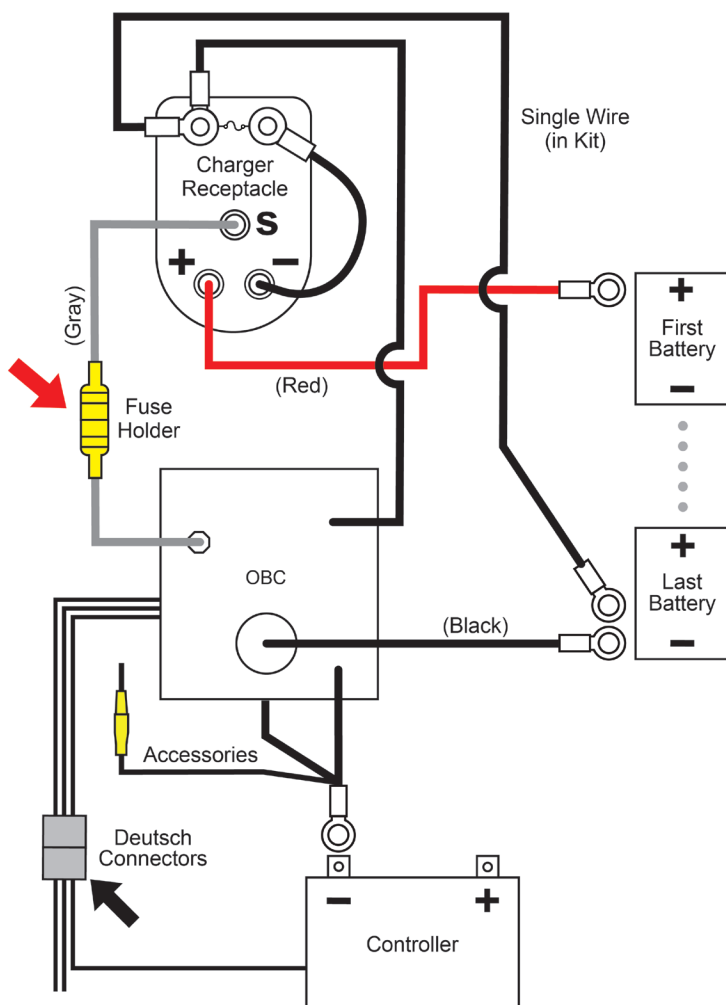 Single Wire
(in Kit)
Charger
Receptacle
S
+
−
(Gray)
+
First
Battery
−
(Red)
Fuse
Holder
+
Last
Battery
−
OBC
(Black)
Accessories
Deutsch
Connectors
−
+
Controller